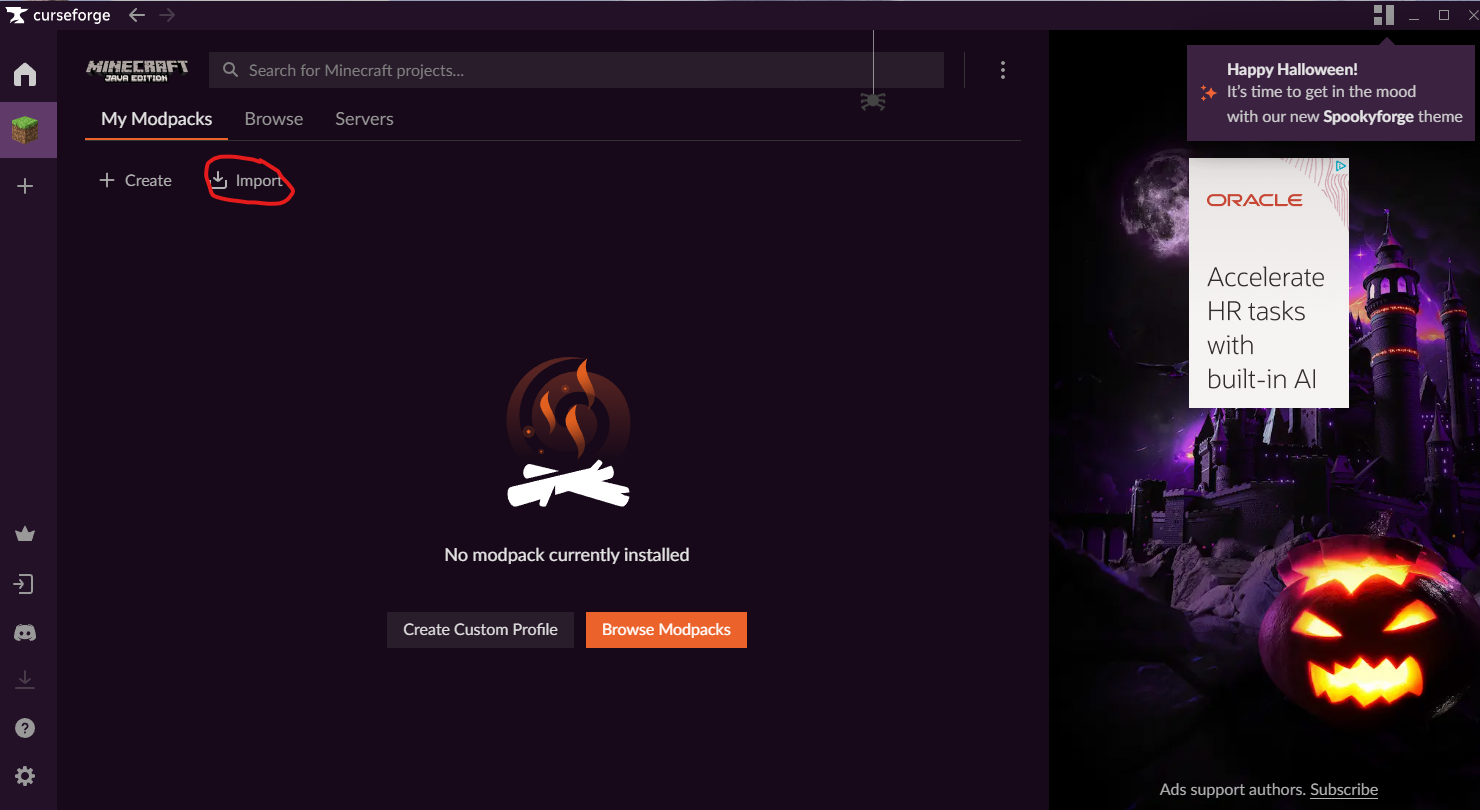 curseforge
MINECRAFT
JAVA EDITION
Search for Minecraft projects...
My Modpacks
Browse
Servers
Create
Import
No modpack currently installed
Create Custom Profile
Browse Modpacks
Happy Halloween!
It's time to get in the mood
with our new Spookyforge theme
ORACLE
Accelerate
HR tasks
with
built-in AI
Ads support authors. Subscribe